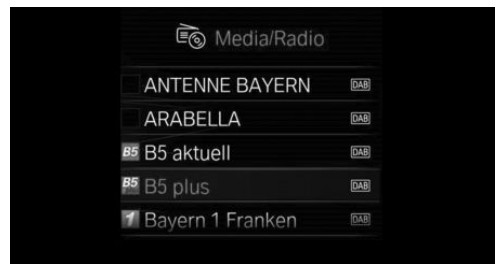 Media/Radio
ANTENNE BAYERN DAB
ARABELLA DAB
B5 B5 aktuell DAB
B5 B5 plus DAB
1 Bayern 1 Franken DAB